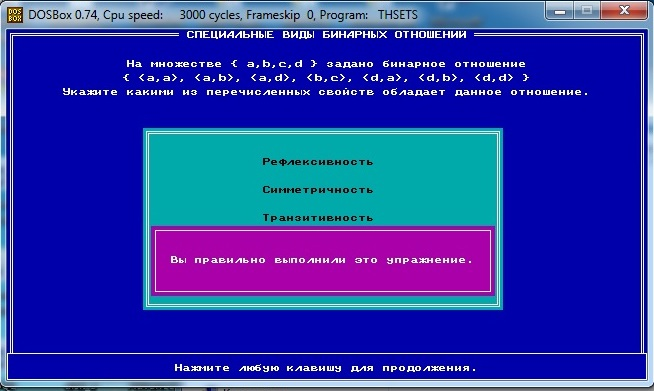 DOSBox 0.74, Cpu speed: 3000 cycles, Frameskip 0, Program: THSETS
СПЕЦИАЛЬНЫЕ ВИДЫ БИНАРНЫХ ОТНОШЕНИЙ
На множестве { a,b,c,d } задано бинарное отношение
{ <a,a>, <a,b>, <a,d>, <b,c>, <d,a>, <d,b>, <d,d> }
Укажите какими из перечисленных свойств обладает данное отношение.
Рефлексивность
Симметричность
Транзитивность
Вы правильно выполнили это упражнение.
Нажмите любую клавишу для продолжения.